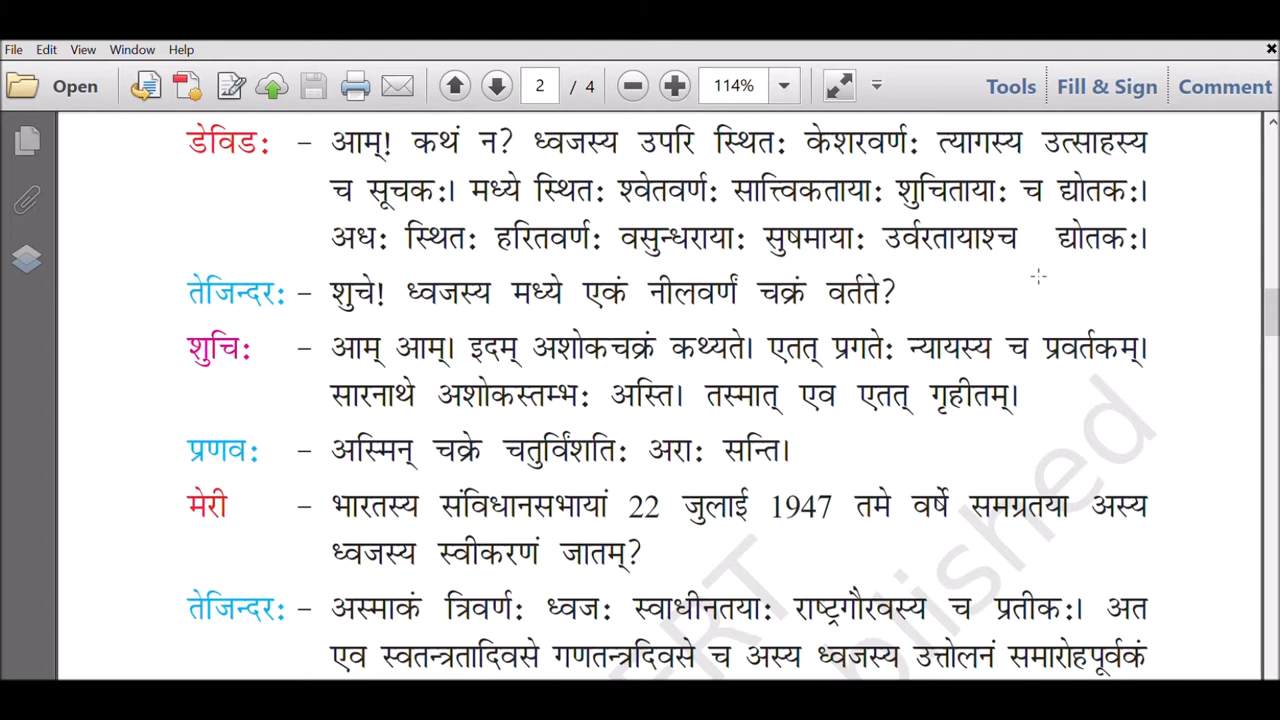 File Edit View Window Help
Open 2 / 4 114% Tools Fill & Sign Comment
डेविडः – आम्! कथं न? ध्वजस्य उपरि स्थितः केशरवर्णः त्यागस्य उत्साहस्य
च सूचकः। मध्ये स्थितः श्वेतवर्णः सात्त्विकतायाः शुचितायाः च द्योतकः।
अधः स्थितः हरितवर्णः वसुन्धरायाः सुषमायाः उर्वरतायाश्च द्योतकः।
तेजिन्दरः – शुचे! ध्वजस्य मध्ये एकं नीलवर्णं चक्रं वर्तते?
शुचिः – आम् आम्। इदम् अशोकचक्रं कथ्यते। एतत् प्रगतेः न्यायस्य च प्रवर्तकम्।
सारनाथे अशोकस्तम्भः अस्ति। तस्मात् एव एतत् गृहीतम्।
प्रणवः – अस्मिन् चक्रे चतुर्विंशतिः अराः सन्ति।
मेरी – भारतस्य संविधानसभायां 22 जुलाई 1947 तमे वर्षे समग्रतया अस्य
ध्वजस्य स्वीकरणं जातम्?
तेजिन्दरः – अस्माकं त्रिवर्णः ध्वजः स्वाधीनतयाः राष्ट्रगौरवस्य च प्रतीकः। अत
एव स्वतन्त्रतादिवसे गणतन्त्रदिवसे च अस्य ध्वजस्य उत्तोलनं समारोहपूर्वकं